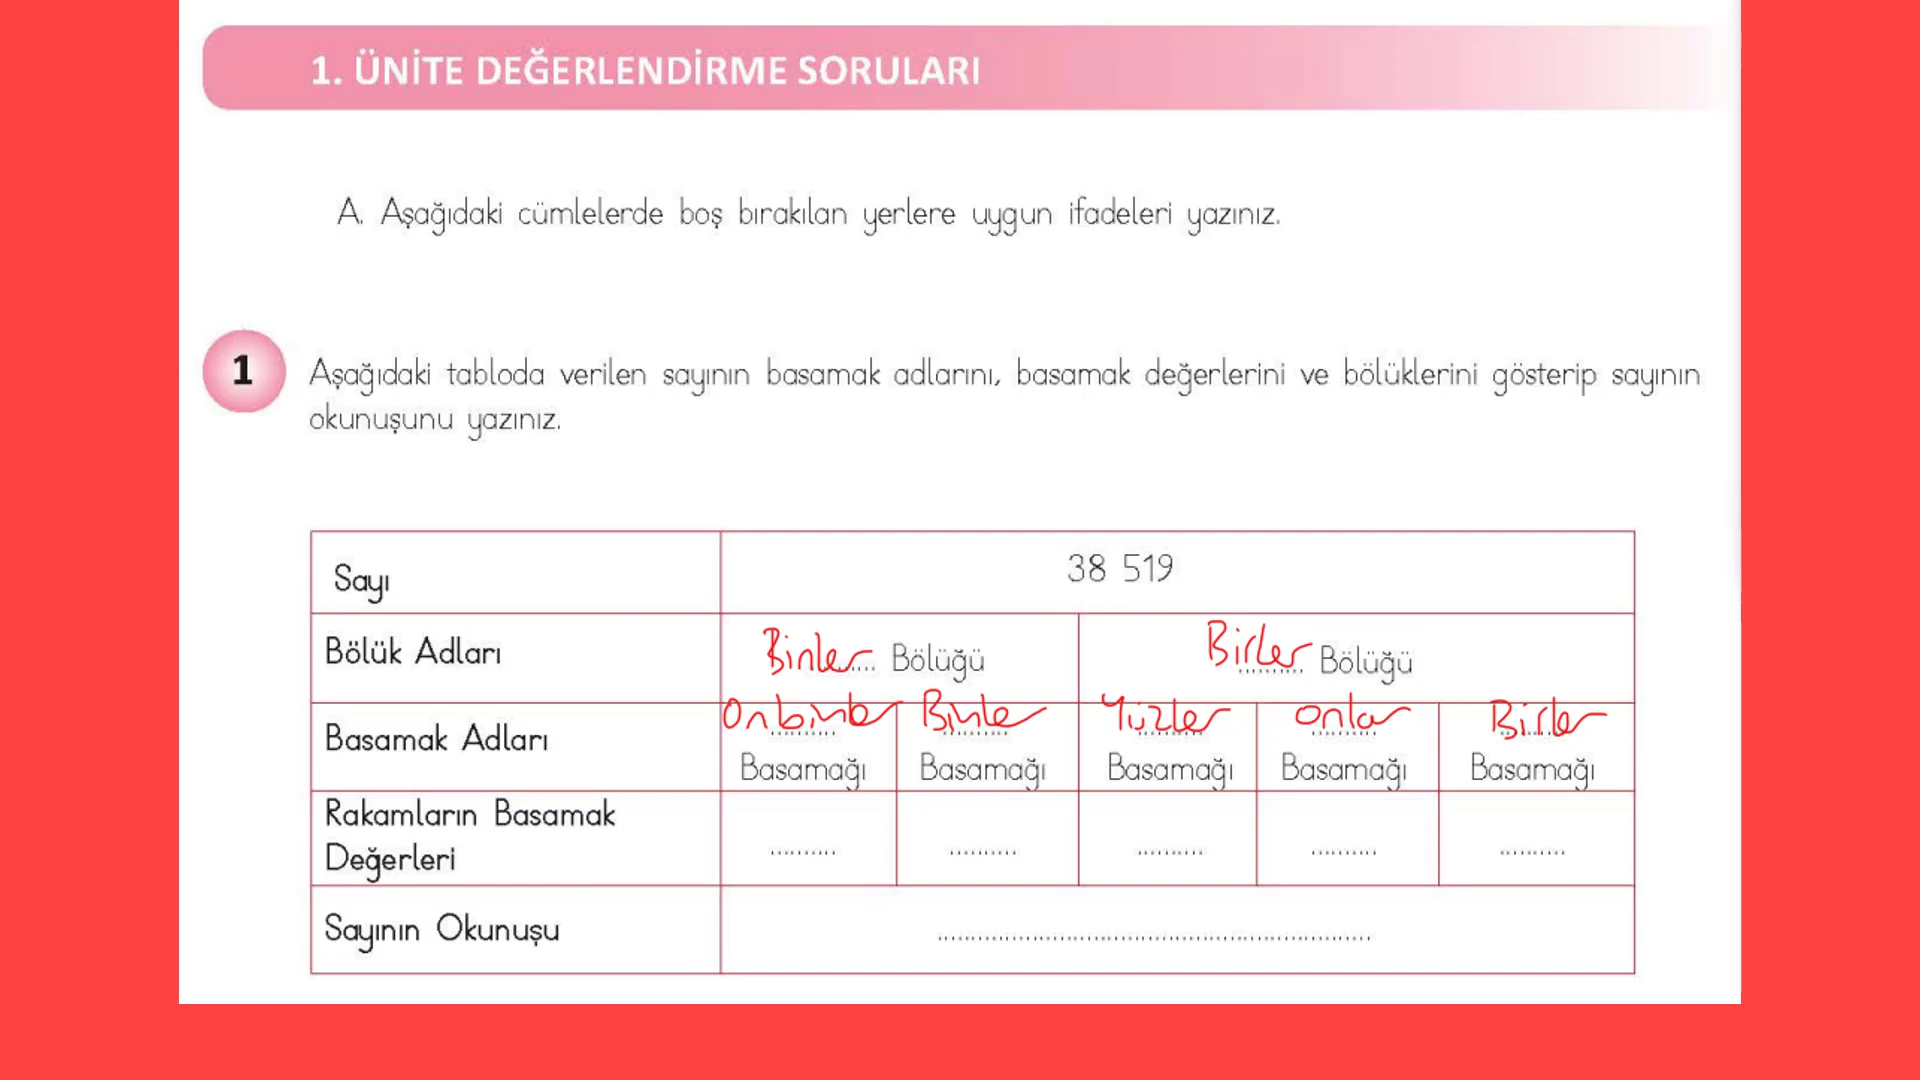 1. ÜNİTE DEĞERLENDİRME SORULARI
A. Aşağıdaki cümlelerde boş bırakılan yerlere uygun ifadeleri yazınız.
1
Aşağıdaki tabloda verilen sayının basamak adlarını, basamak değerlerini ve bölüklerini gösterip sayının
okunuşunu yazınız.
Sayı 38 519
Bölük Adları Binler Bölüğü Birler Bölüğü
Basamak Adları Onbinler Basamağı Binler Basamağı Yüzler Basamağı Onlar Basamağı Birler Basamağı
Rakamların Basamak
Değerleri .......... .......... .......... .......... ..........
Sayının Okunuşu ..........